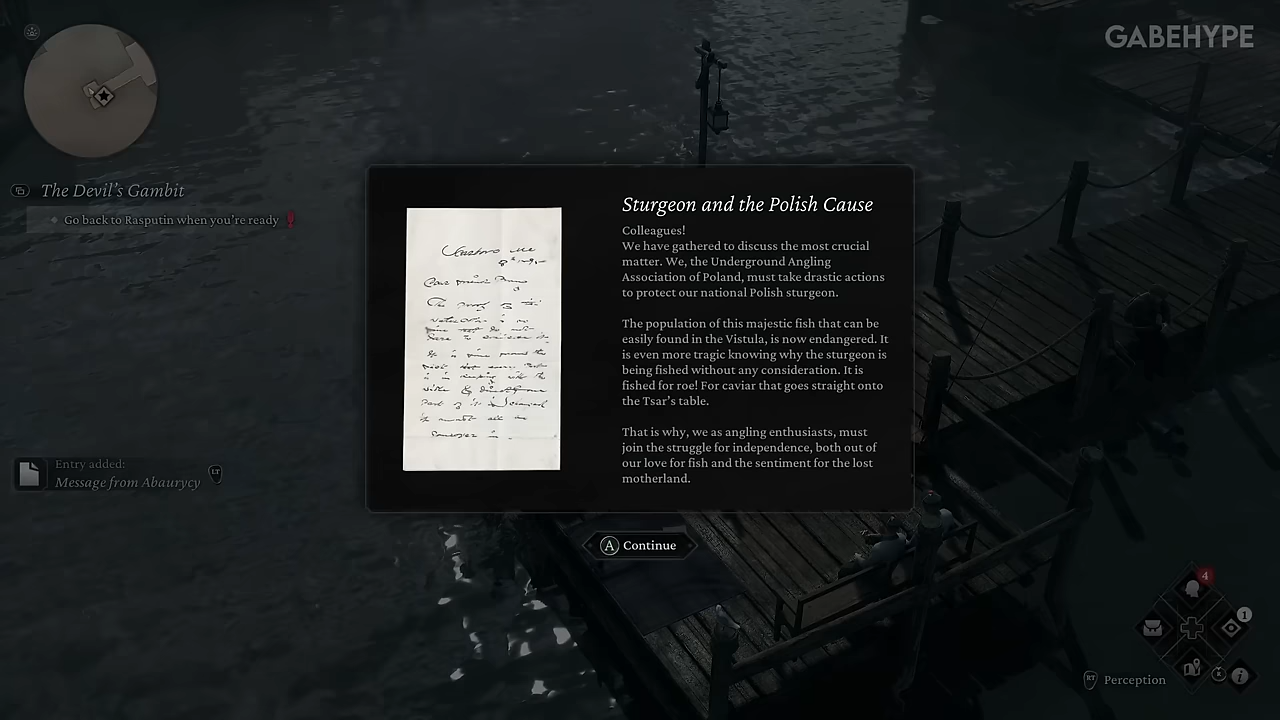 GABEHYPE
The Devil's Gambit
Go back to Rasputin when you're ready
Sturgeon and the Polish Cause
Colleagues!
We have gathered to discuss the most crucial
matter. We, the Underground Angling
Association of Poland, must take drastic actions
to protect our national Polish sturgeon.
The population of this majestic fish that can be
easily found in the Vistula, is now endangered. It
is even more tragic knowing why the sturgeon is
being fished without any consideration. It is
fished for roe! For caviar that goes straight onto
the Tsar's table.
That is why, we as angling enthusiasts, must
join the struggle for independence, both out of
our love for fish and the sentiment for the lost
motherland.
Entry added:
Message from Abaurycy
LT
A Continue
4
1
RT Perception